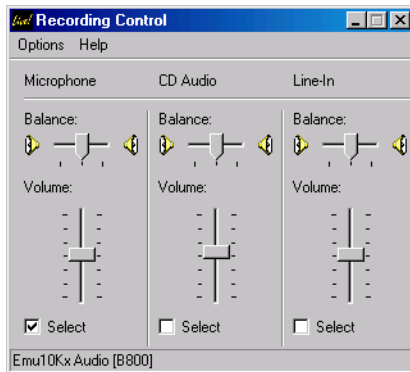 Live! Recording Control
Options Help
Microphone CD Audio Line-In
Balance: Balance: Balance:
Volume: Volume: Volume:
Select Select Select
Emu10Kx Audio [B800]